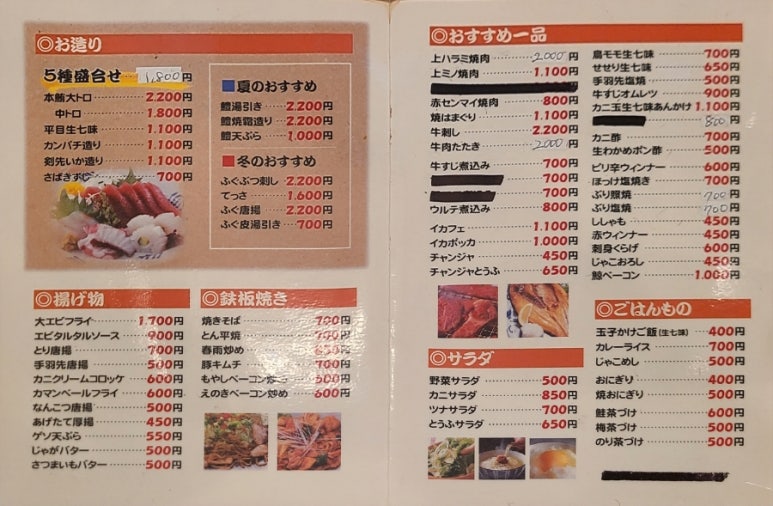 ◎お造り
5種盛合せ 1,800円
本鮪大トロ 2,200円
中トロ 1,800円
平目生七味 1,100円
カンパチ造り 1,100円
剣先いか造り 1,100円
さばきずし 700円
■夏のおすすめ
鱧湯引き 2,200円
鱧焼霜造り 2,200円
鱧天ぷら 1,000円
■冬のおすすめ
ふぐぶつ刺し 2,200円
てっさ 1,600円
ふぐ唐揚 2,200円
ふぐ皮湯引き 700円
◎揚げ物
大エビフライ 1,700円
エビタルタルソース 900円
とり唐揚 700円
手羽先唐揚 500円
カニクリームコロッケ 600円
カマンベールフライ 600円
なんこつ唐揚 500円
あげたて厚揚 450円
ゲソ天ぷら 550円
じゃがバター 500円
さつまいもバター 500円
◎鉄板焼き
焼きそば 700円
とん平焼 700円
春雨炒め 円
豚キムチ 700円
もやしベーコン炒め 円
えのきベーコン炒め 600円
◎おすすめ一品
上ハラミ焼肉 2000円
上ミノ焼肉 1,100円
赤センマイ焼肉 800円
焼はまぐり 1,100円
牛刺し 2,200円
牛肉たたき 2000円
牛すじ煮込み 700円
700円
700円
ウルテ煮込み 800円
イカフェ 1,100円
イカポッカ 1,000円
チャンジャ 450円
チャンジャとうふ 650円
◎サラダ
野菜サラダ 500円
カニサラダ 850円
ツナサラダ 700円
とうふサラダ 650円
鳥モモ生七味 700円
せせり生七味 650円
手羽先塩焼 500円
牛すじオムレツ 900円
カニ玉生七味あんかけ 1,100円
800円
カニ酢 700円
生わかめポン酢 500円
ピリ辛ウィンナー 600円
ほっけ塩焼き 700円
ぶり照焼 700円
ぶり塩焼 700円
ししゃも 450円
赤ウィンナー 450円
刺身くらげ 600円
じゃこおろし 450円
鯨ベーコン 1,000円
◎ごはんもの
玉子かけご飯(生七味) 400円
カレーライス 700円
じゃこめし 500円
おにぎり 400円
焼おにぎり 500円
鮭茶づけ 600円
梅茶づけ 500円
のり茶づけ 500円